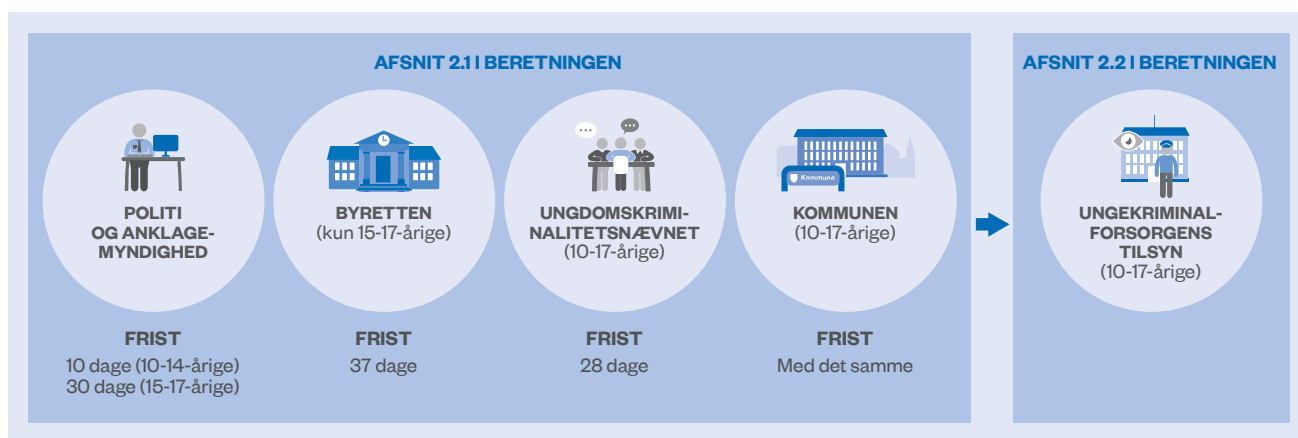 AFSNIT 2.1 I BERETNINGEN
POLITI
OG ANKLAGE-
MYNDIGHED
FRIST
10 dage (10-14-årige)
30 dage (15-17-årige)
BYRETTEN
(kun 15-17-årige)
FRIST
37 dage
UNGDOMSKRIMI-
NALITETSNÆVNET
(10-17-årige)
FRIST
28 dage
Kommune
KOMMUNEN
(10-17-årige)
FRIST
Med det samme
AFSNIT 2.2 I BERETNINGEN
UNGEKRIMINAL-
FORSORGENS
TILSYN
(10-17-årige)